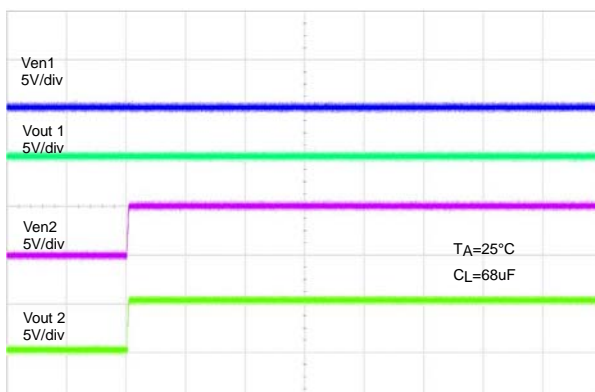 Ven1
5V/div
Vout 1
5V/div
Ven2
5V/div
TA=25°C
CL=68uF
Vout 2
5V/div